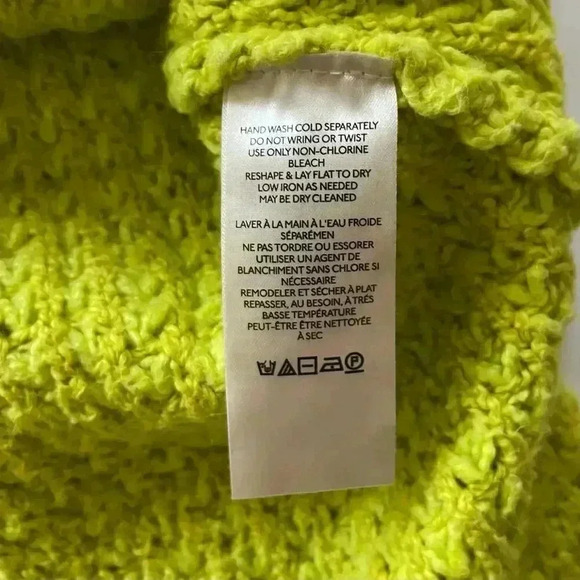 HAND WASH COLD SEPARATELY
DO NOT WRING OR TWIST
USE ONLY NON-CHLORINE
BLEACH
RESHAPE & LAY FLAT TO DRY
LOW IRON AS NEEDED
MAY BE DRY CLEANED
LAVER À LA MAIN À L'EAU FROIDE
SÉPARÉMEN
NE PAS TORDRE OU ESSORER
UTILISER UN AGENT DE
BLANCHIMENT SANS CHLORE SI
NÉCESSAIRE
REMODELER ET SÉCHER À PLAT
REPASSER, AU BESOIN, À TRÉS
BASSE TEMPÉRATURE
PEUT-ÊTRE ÊTRE NETTOYÉE
À SEC